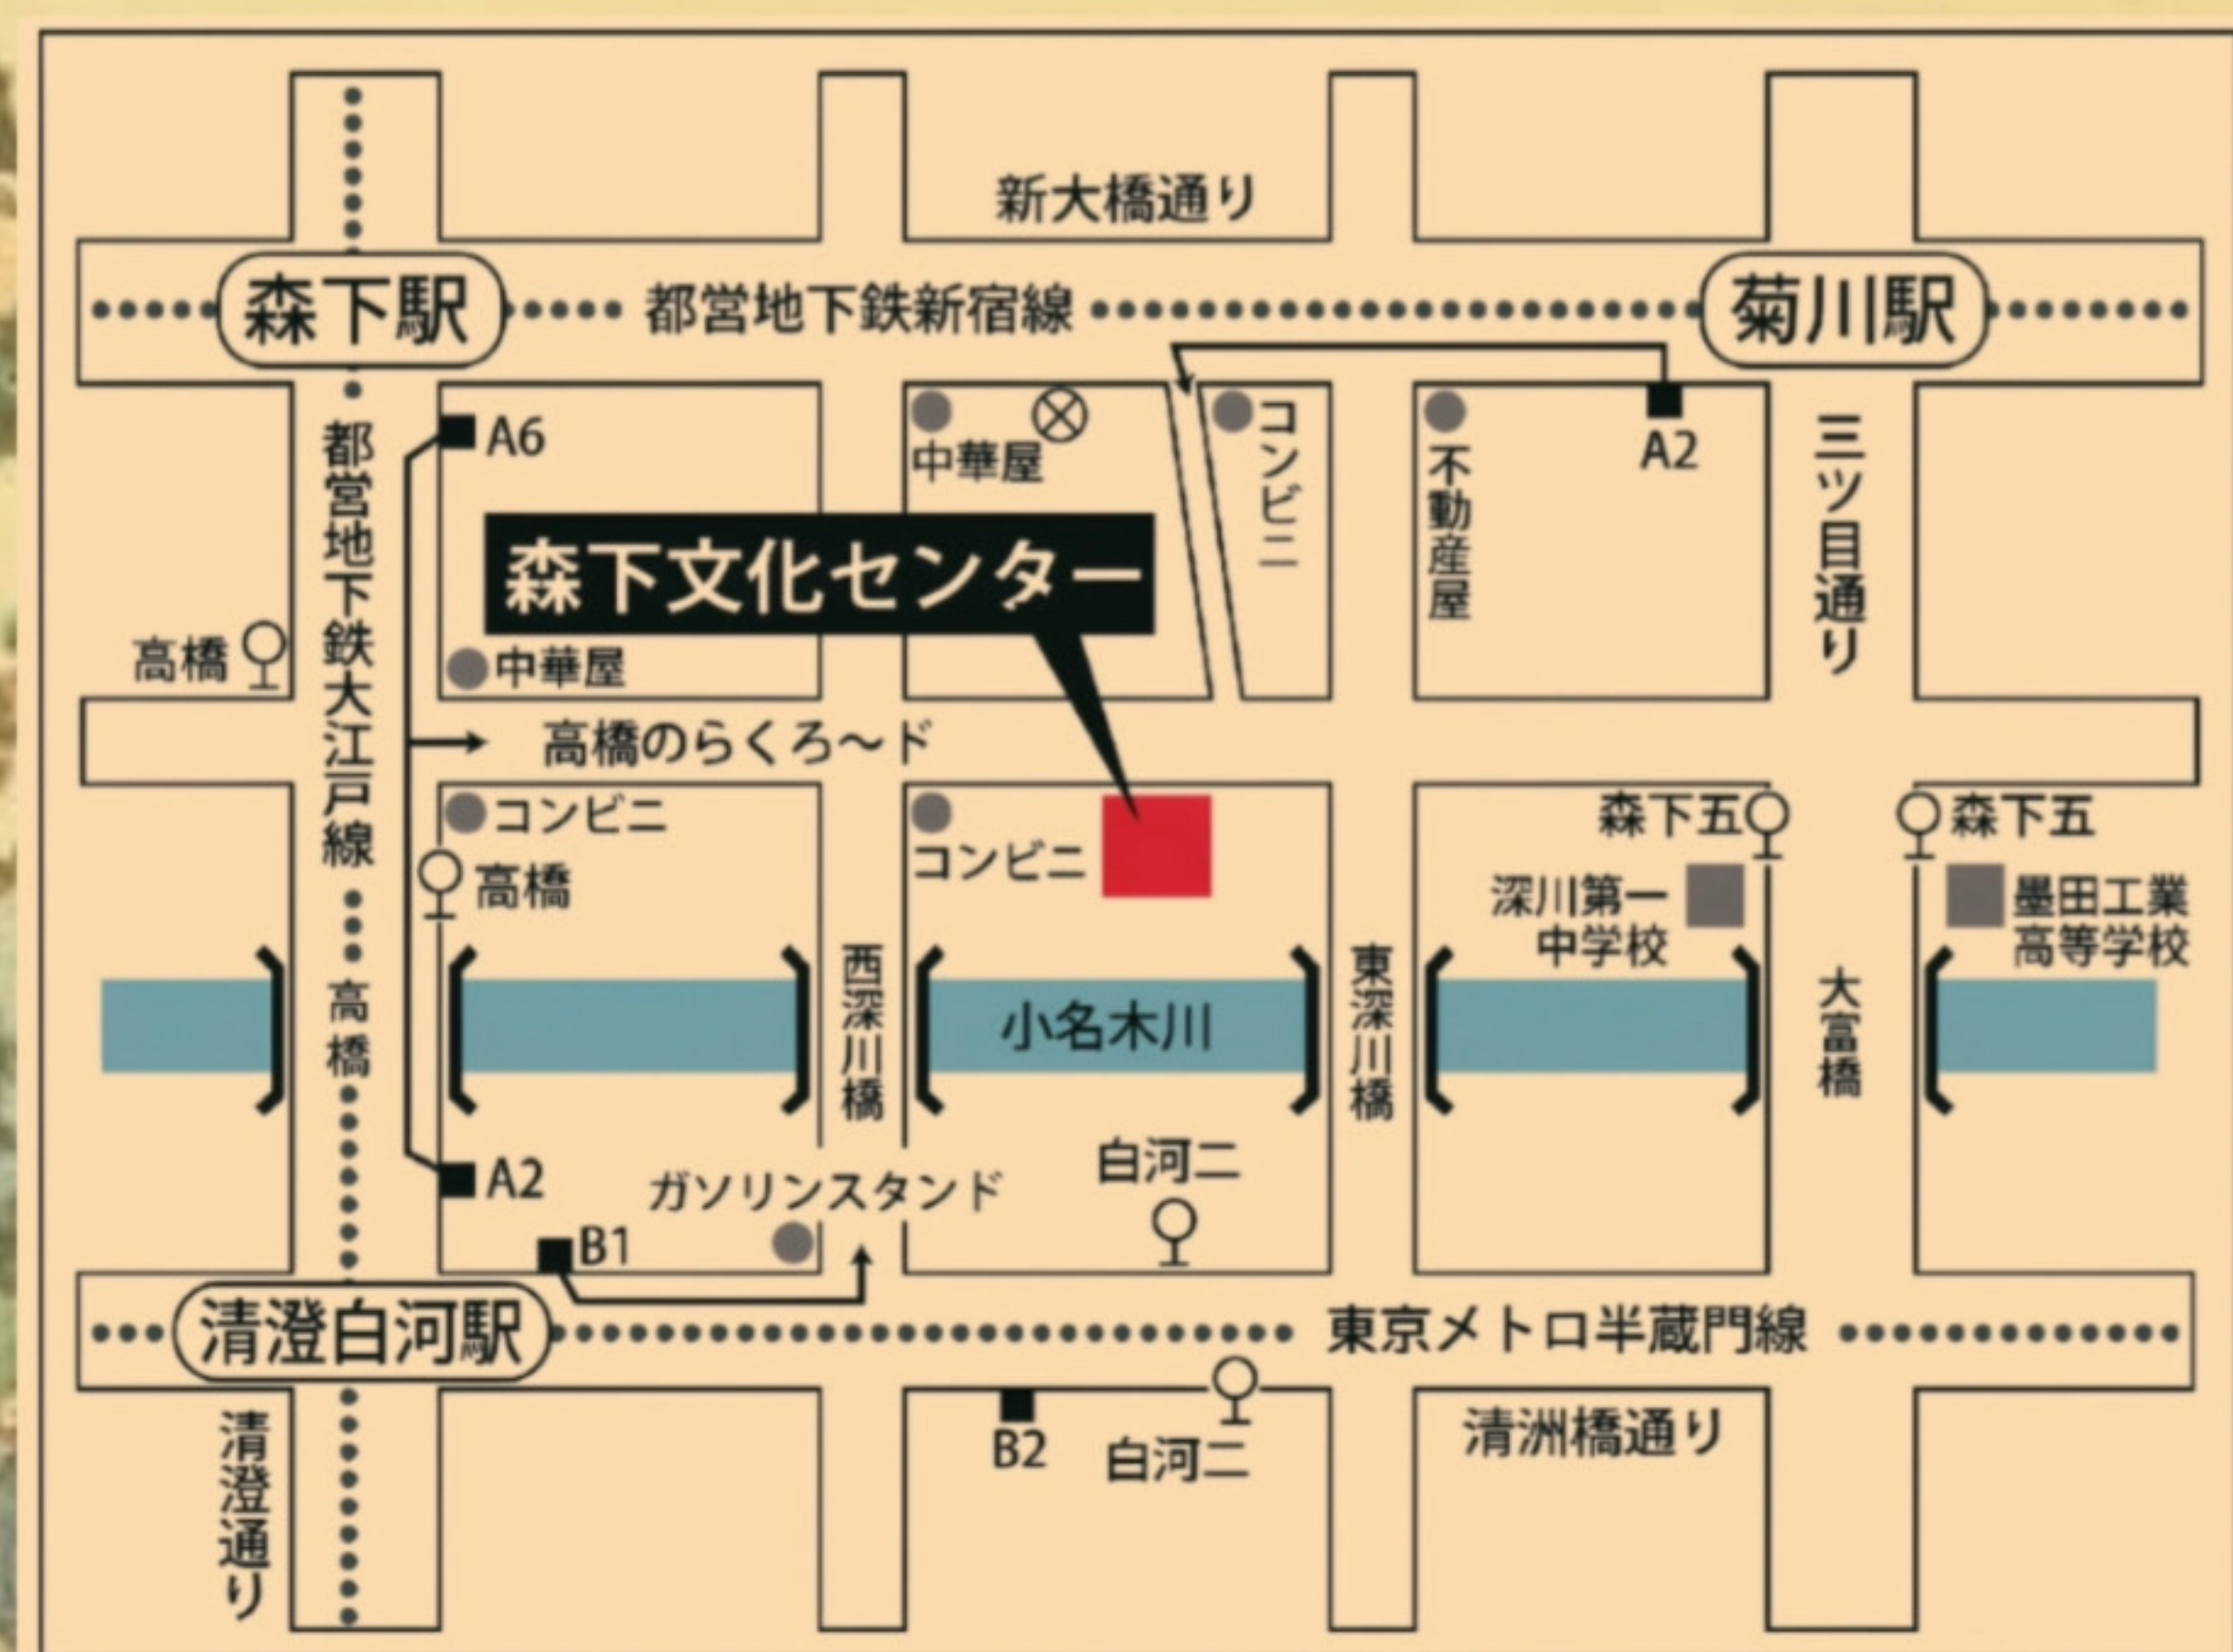 新大橋通り
森下駅
都営地下鉄新宿線
菊川駅
A6
中華屋
コンビニ
不動産屋
A2
三ツ目通り
都営地下鉄大江戸線
森下文化センター
高橋
中華屋
高橋のらくろ〜ド
コンビニ
コンビニ
高橋
森下五
森下五
深川第一
中学校
墨田工業
高等学校
高橋
西深川橋
小名木川
東深川橋
大富橋
A2
ガソリンスタンド
白河二
B1
清澄白河駅
東京メトロ半蔵門線
清澄通り
B2
白河二
清洲橋通り